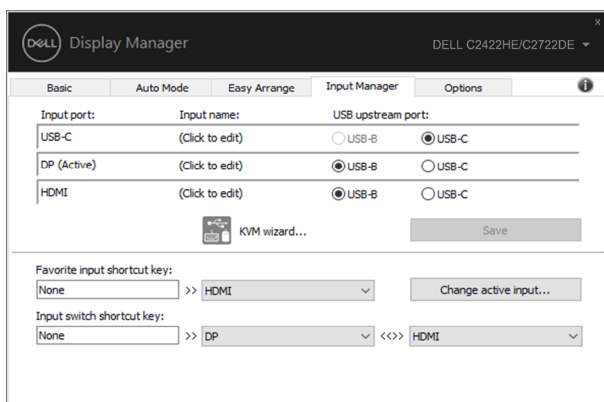 DELL Display Manager DELL C2422HE/C2722DE
x
Basic Auto Mode Easy Arrange Input Manager Options i
Input port: Input name: USB upstream port:
USB-C (Click to edit) USB-B USB-C
DP (Active) (Click to edit) USB-B USB-C
HDMI (Click to edit) USB-B USB-C
KVM wizard... Save
Favorite input shortcut key:
None >> HDMI Change active input...
Input switch shortcut key:
None >> DP <<>> HDMI